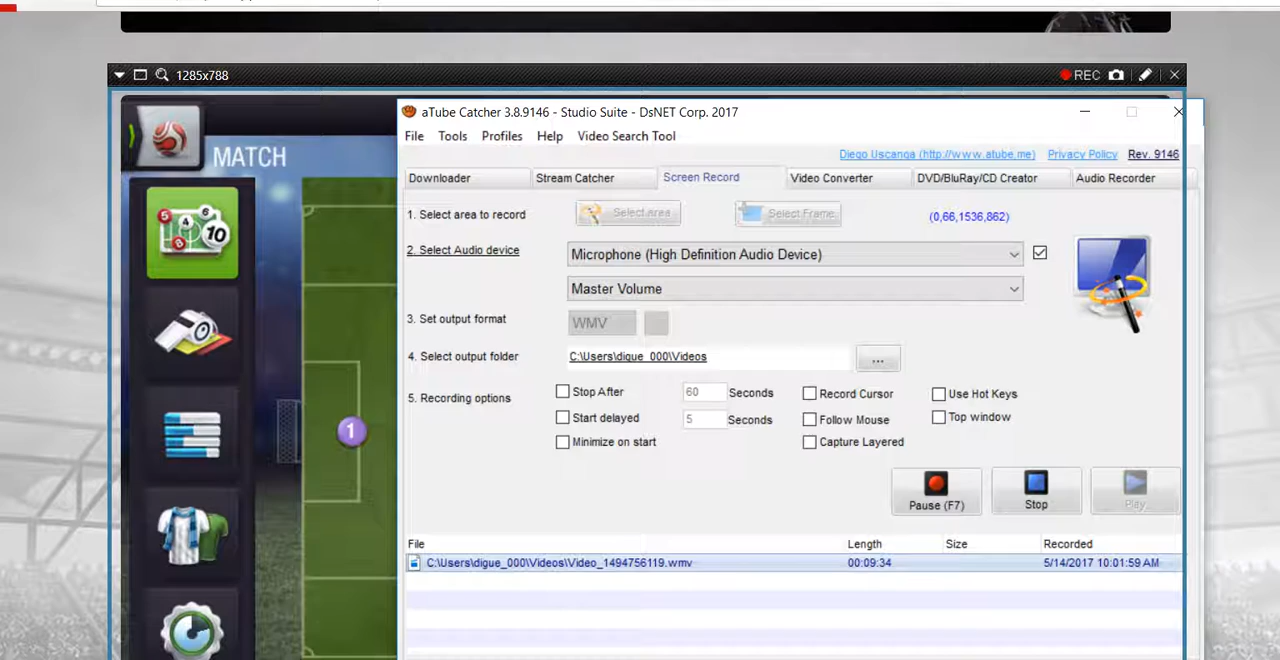 1285x788
REC
aTube Catcher 3.8.9146 - Studio Suite - DsNET Corp. 2017
File Tools Profiles Help Video Search Tool
MATCH
Diego Uscanga (http://www.atube.me) Privacy Policy Rev. 9146
Downloader Stream Catcher Screen Record Video Converter DVD/BluRay/CD Creator Audio Recorder
1. Select area to record Select Area Select Frame (0,66,1536,862)
2. Select Audio device Microphone (High Definition Audio Device)
Master Volume
3. Set output format WMV
4. Select output folder C:\Users\digue_000\Videos ...
5. Recording options
Stop After 60 Seconds Record Cursor Use Hot Keys
Start delayed 5 Seconds Follow Mouse Top window
Minimize on start Capture Layered
5 4 6 10 8
1
Pause (F7) Stop Play
File Length Size Recorded
C:\Users\digue_000\Videos\Video_1494756119.wmv 00:09:34 5/14/2017 10:01:59 AM